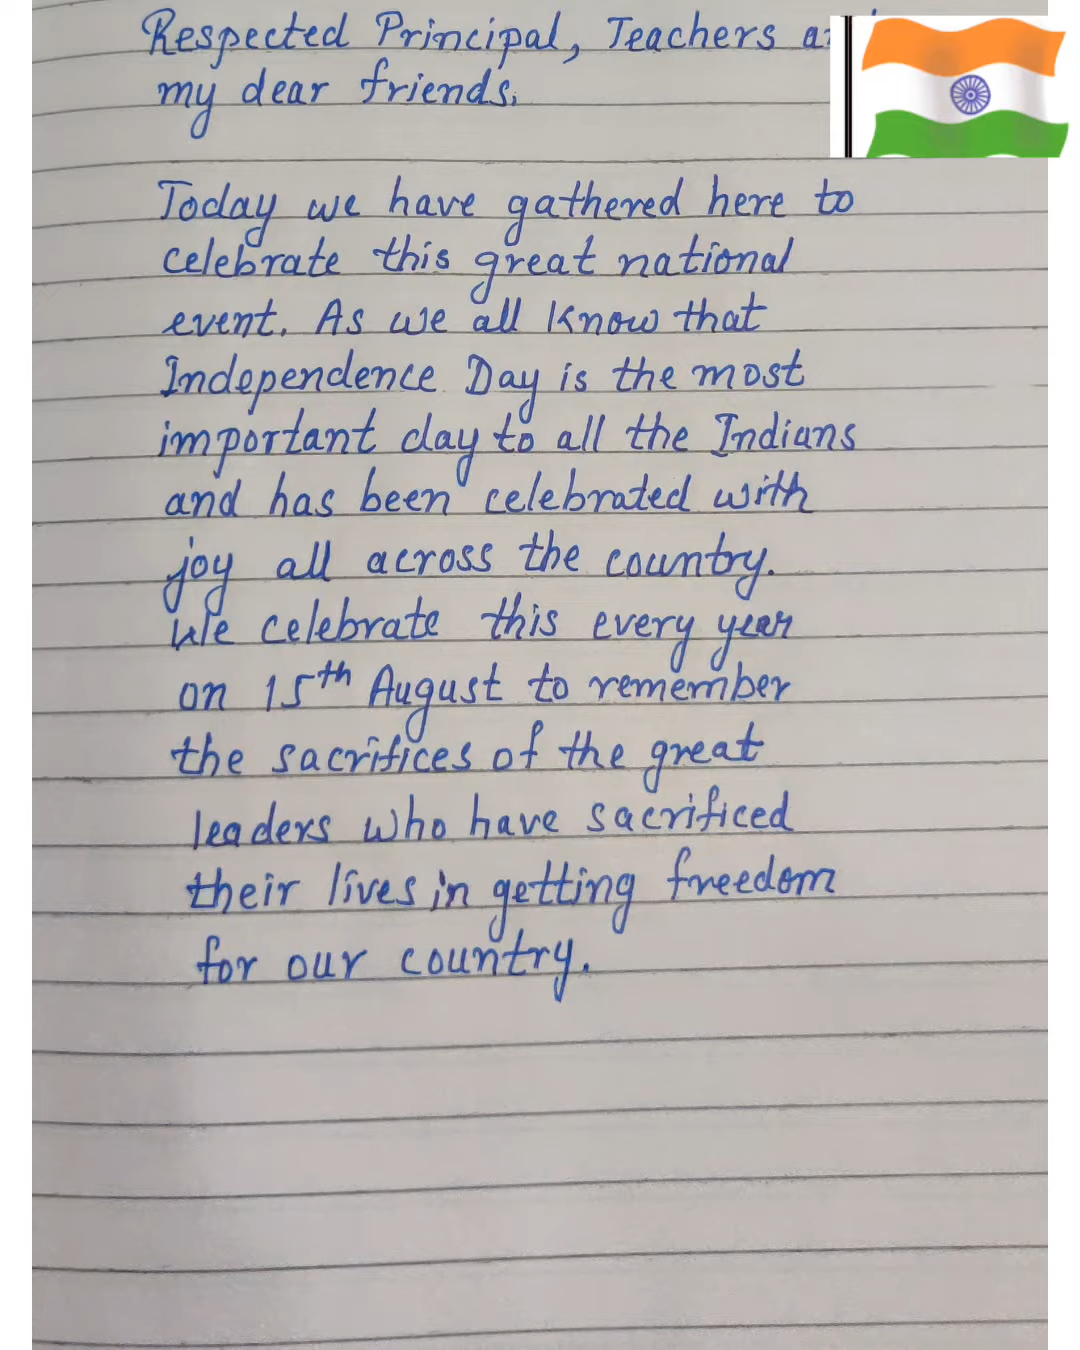 Respected Principal, Teachers
my dear friends.
Today we have gathered here to
celebrate this great national
event. As we all know that
Independence Day is the most
important day to all the Indians
and has been celebrated with
joy all across the country.
We celebrate this every year
on 15th August to remember
the sacrifices of the great
leaders who have sacrificed
their lives in getting freedom
for our country.